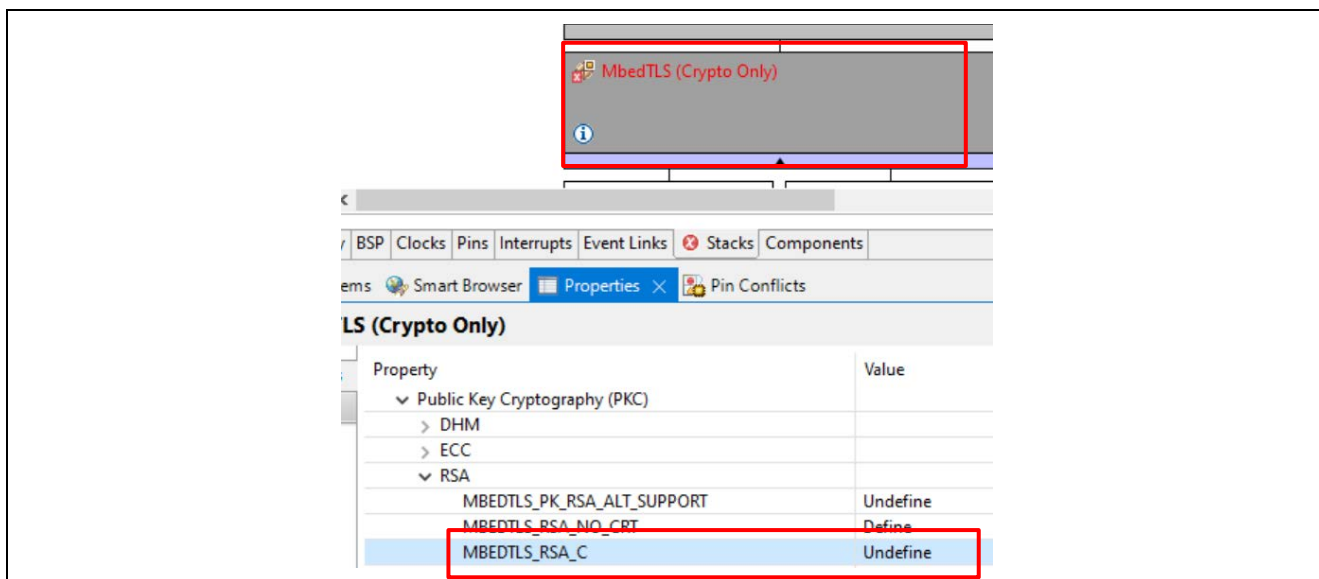 MbedTLS (Crypto Only)
BSP Clocks Pins Interrupts Event Links Stacks Components
Smart Browser Properties Pin Conflicts
(Crypto Only)
Property Value
Public Key Cryptography (PKC)
DHM
ECC
RSA
MBEDTLS_PK_RSA_ALT_SUPPORT Undefine
MBEDTLS_RSA_NO_CRT Define
MBEDTLS_RSA_C Undefine